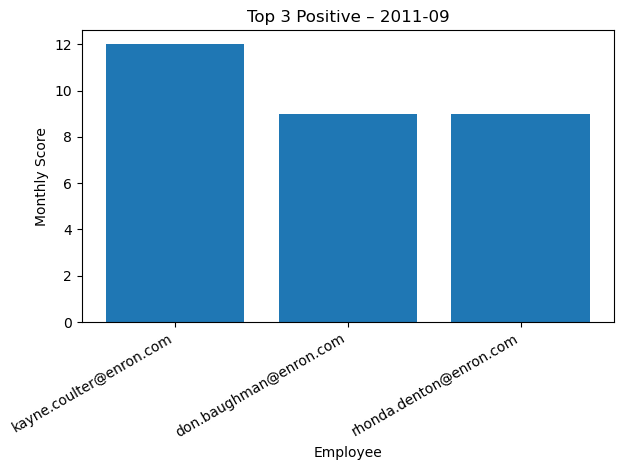 Top 3 Positive – 2011-09
Monthly Score
12
10
8
6
4
2
0
kayne.coulter@enron.com
don.baughman@enron.com
rhonda.denton@enron.com
Employee